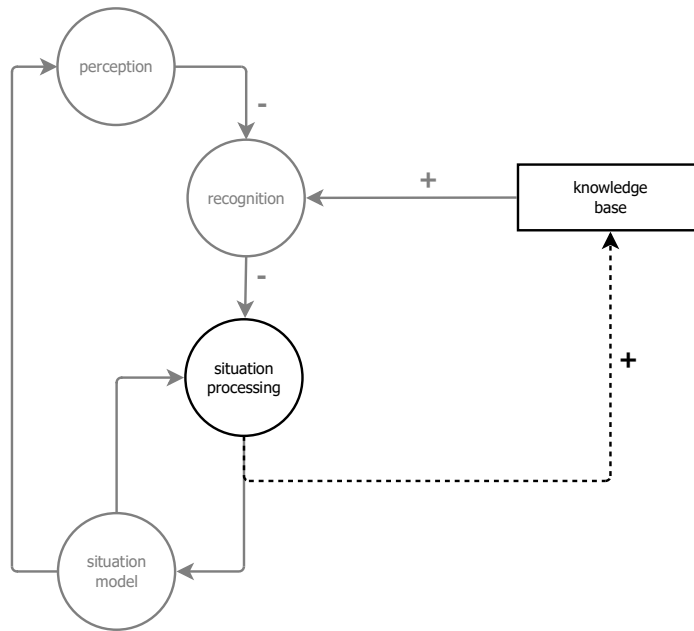 perception
-
recognition
+
knowledge
base
-
situation
processing
+
situation
model